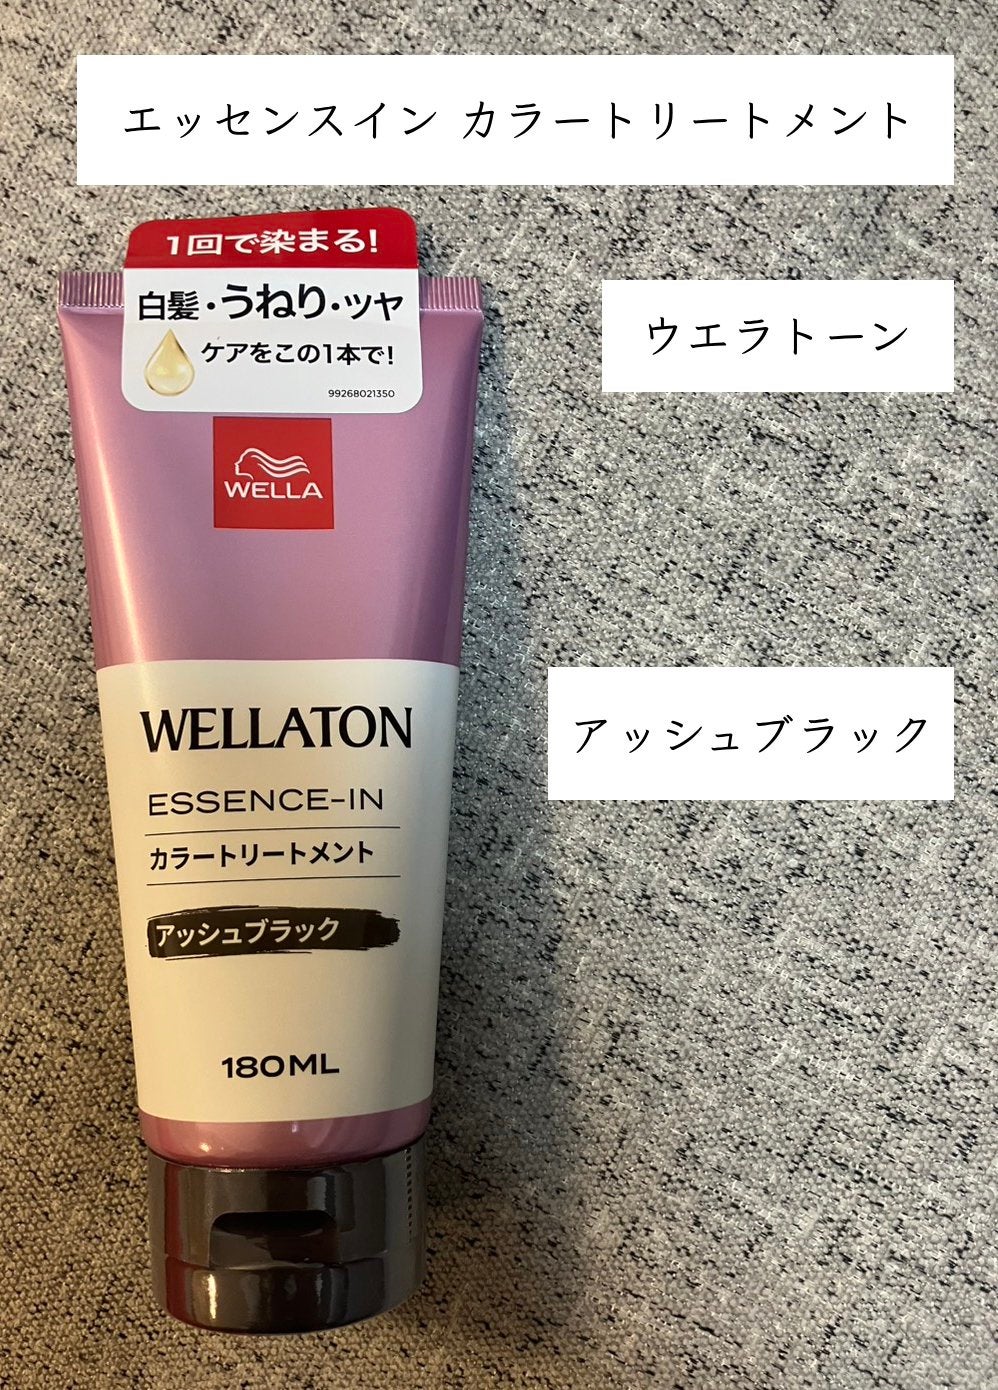 エッセンスイン カラートリートメント
1回で染まる!
白髪・うねり・ツヤ
ケアをこの1本で!
99268021350
ウエラトーン
WELLA
アッシュブラック
WELLATON
ESSENCE-IN
カラートリートメント
アッシュブラック
180ML